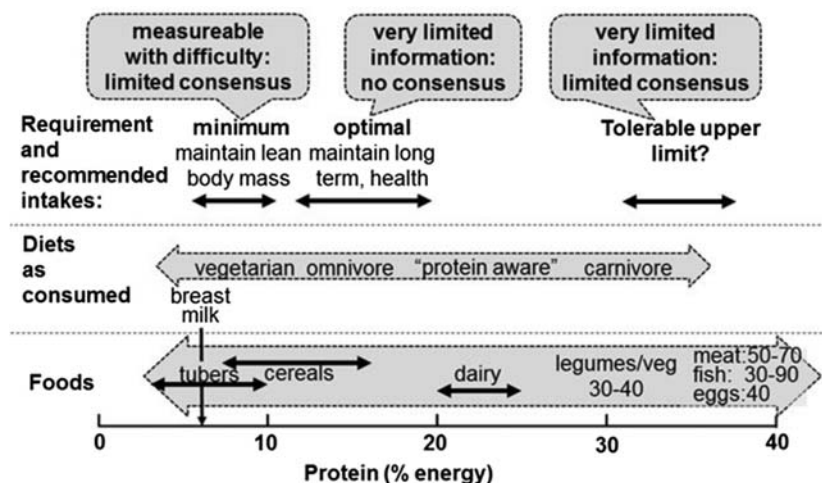 measureable
with difficulty:
limited consensus
very limited
information:
no consensus
very limited
information:
limited consensus
Requirement
and
recommended
intakes:
minimum
maintain lean
body mass
optimal
maintain long
term, health
Tolerable upper
limit?
Diets
as
consumed
vegetarian omnivore “protein aware” carnivore
breast
milk
Foods
tubers
cereals
dairy
legumes/veg
30-40
meat:50-70
fish: 30-90
eggs:40
0 10 20 30 40
Protein (% energy)